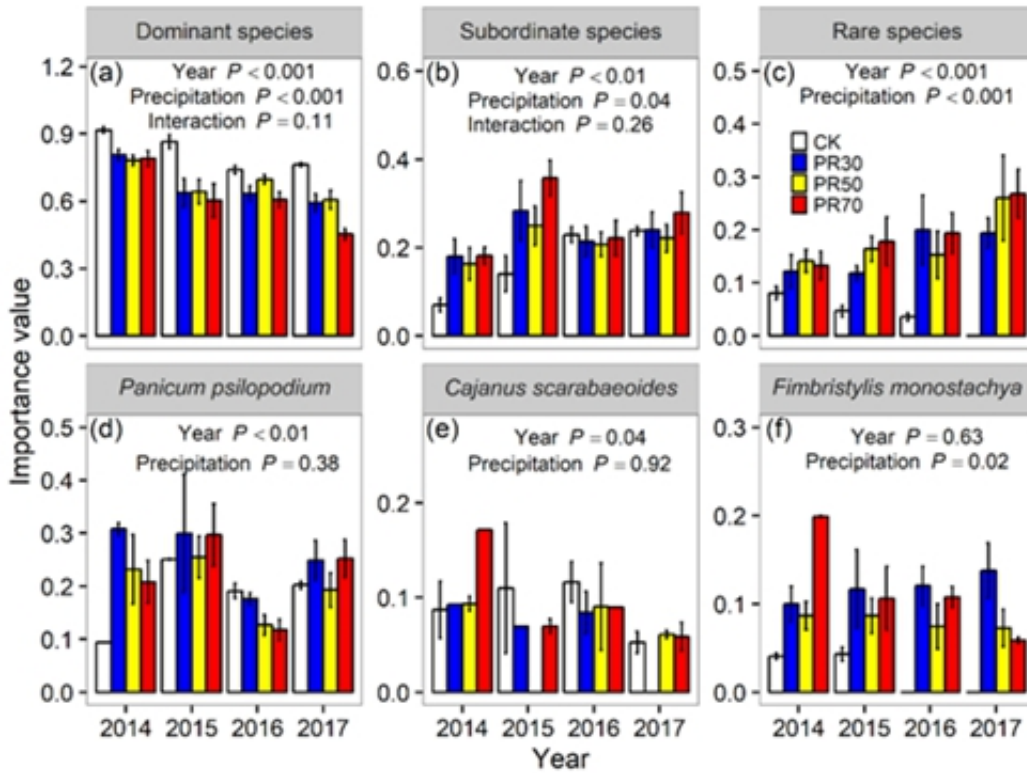 Dominant species
Subordinate species
Rare species
(a)
Year P < 0.001
Precipitation P < 0.001
Interaction P = 0.11
1.2
0.9
0.6
0.3
0.0
(b)
Year P < 0.01
Precipitation P = 0.04
Interaction P = 0.26
0.6
0.4
0.2
0.0
(c)
Year P < 0.001
Precipitation P < 0.001
CK
PR30
PR50
PR70
0.5
0.4
0.3
0.2
0.1
0.0
Importance value
Panicum psilopodium
Cajanus scarabaeoides
Fimbristylis monostachya
(d)
Year P < 0.01
Precipitation P = 0.38
0.5
0.4
0.3
0.2
0.1
0.0
2014 2015 2016 2017
(e)
Year P = 0.04
Precipitation P = 0.92
0.2
0.1
0.0
2014 2015 2016 2017
(f)
Year P = 0.63
Precipitation P = 0.02
0.3
0.2
0.1
0.0
2014 2015 2016 2017
Year